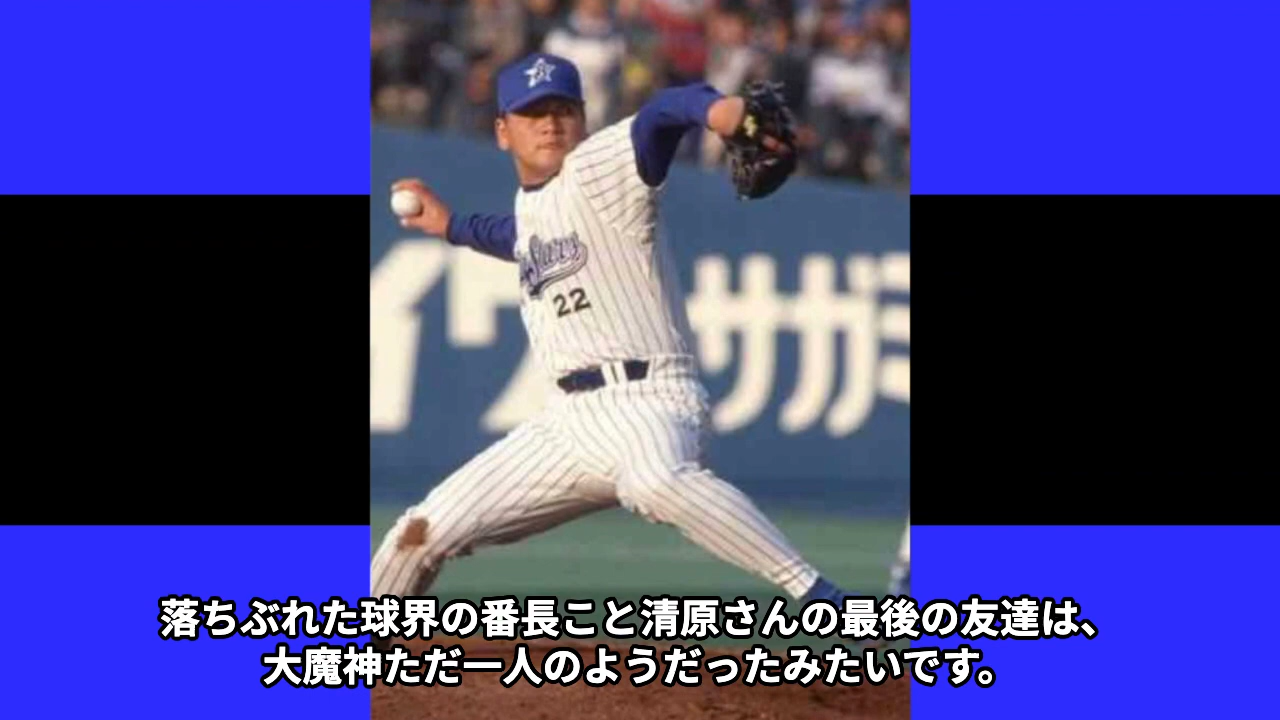 サガミ
22
落ちぶれた球界の番長こと清原さんの最後の友達は、
大魔神ただ一人のようだったみたいです。